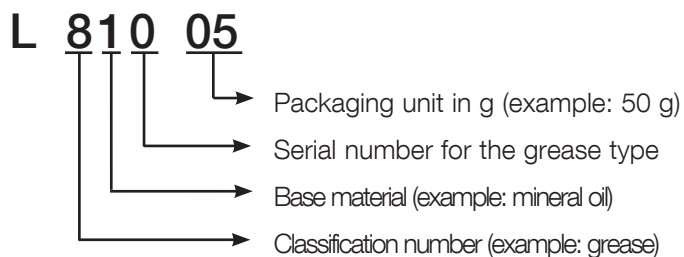 L 810 05
Packaging unit in g (example: 50 g)
Serial number for the grease type
Base material (example: mineral oil)
Classification number (example: grease)